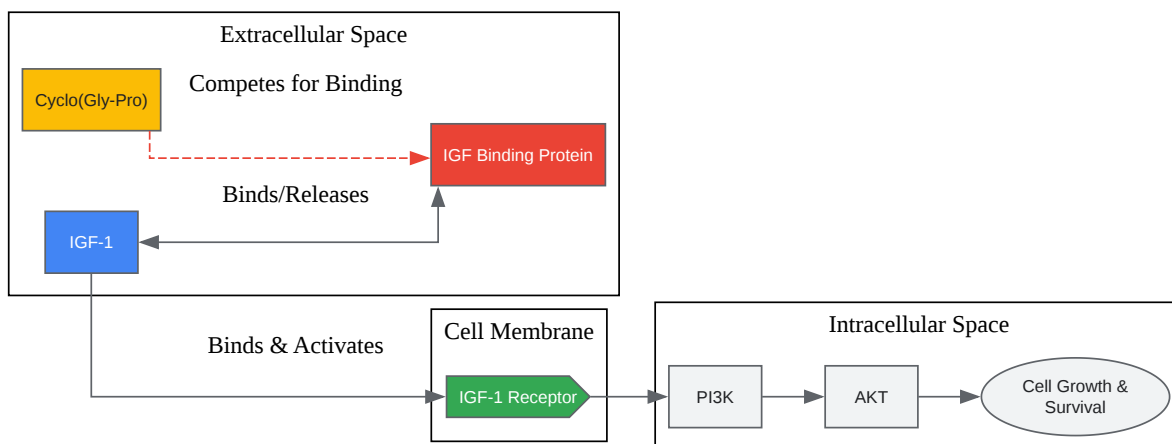 Extracellular Space
Competes for Binding
Cyclo(Gly-Pro)
IGF Binding Protein
Binds/Releases
IGF-1
Cell Membrane
Intracellular Space
Binds & Activates
IGF-1 Receptor
PI3K
AKT
Cell Growth &
Survival